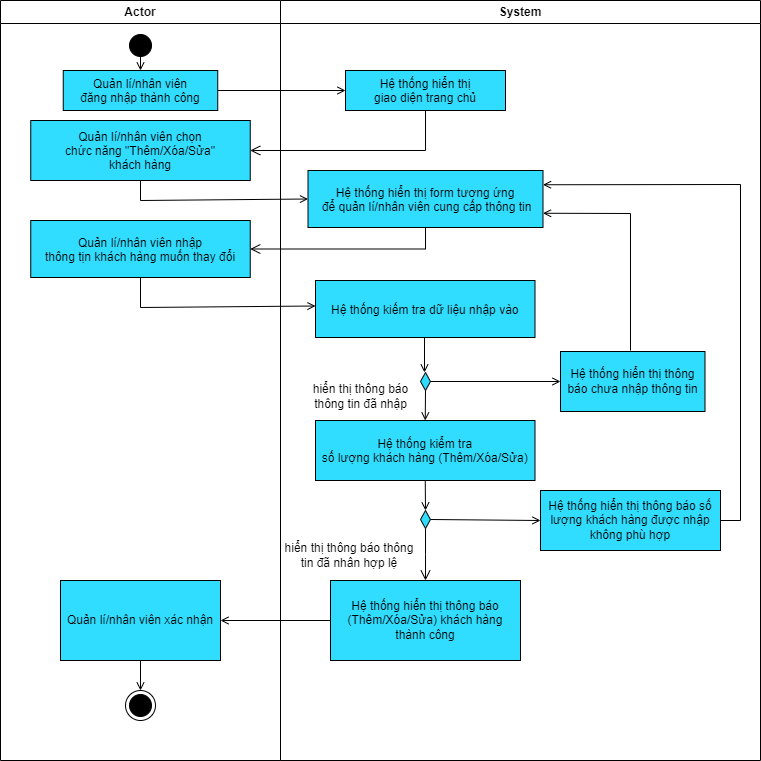 Actor
System
Quản lí/nhân viên
đăng nhập thành công
Hệ thống hiển thị
giao diện trang chủ
Quản lí/nhân viên chọn
chức năng "Thêm/Xóa/Sửa"
khách hàng
Hệ thống hiển thị form tương ứng
để quản lí/nhân viên cung cấp thông tin
Quản lí/nhân viên nhập
thông tịn khách hàng muốn thay đổi
Hệ thống kiểm tra dữ liệu nhập vào
hiển thị thông báo
thông tin đã nhập
Hệ thống hiển thị thông
báo chưa nhập thông tin
Hệ thống kiểm tra
số lượng khách hàng (Thêm/Xóa/Sửa)
Hệ thống hiển thị thông báo số
lượng khách hàng được nhập
không phù hợp
hiển thị thông báo thông
tin đã nhân hợp lệ
Quản lí/nhân viên xác nhận
Hệ thống hiển thị thông báo
(Thêm/Xóa/Sửa) khách hàng
thành công